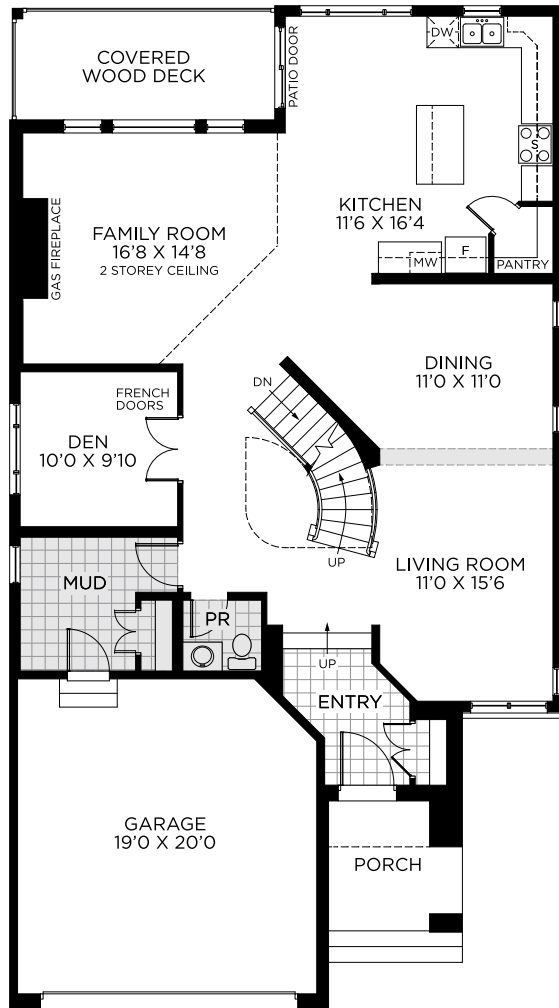 COVERED
WOOD DECK
PATIO DOOR
DW
S
KITCHEN
11'6 X 16'4
GAS FIREPLACE
FAMILY ROOM
16'8 X 14'8
2 STOREY CEILING
MW
F
PANTRY
DINING
11'0 X 11'0
FRENCH
DOORS
DN
DEN
10'0 X 9'10
UP
LIVING ROOM
11'0 X 15'6
MUD
PR
UP
ENTRY
GARAGE
19'0 X 20'0
PORCH